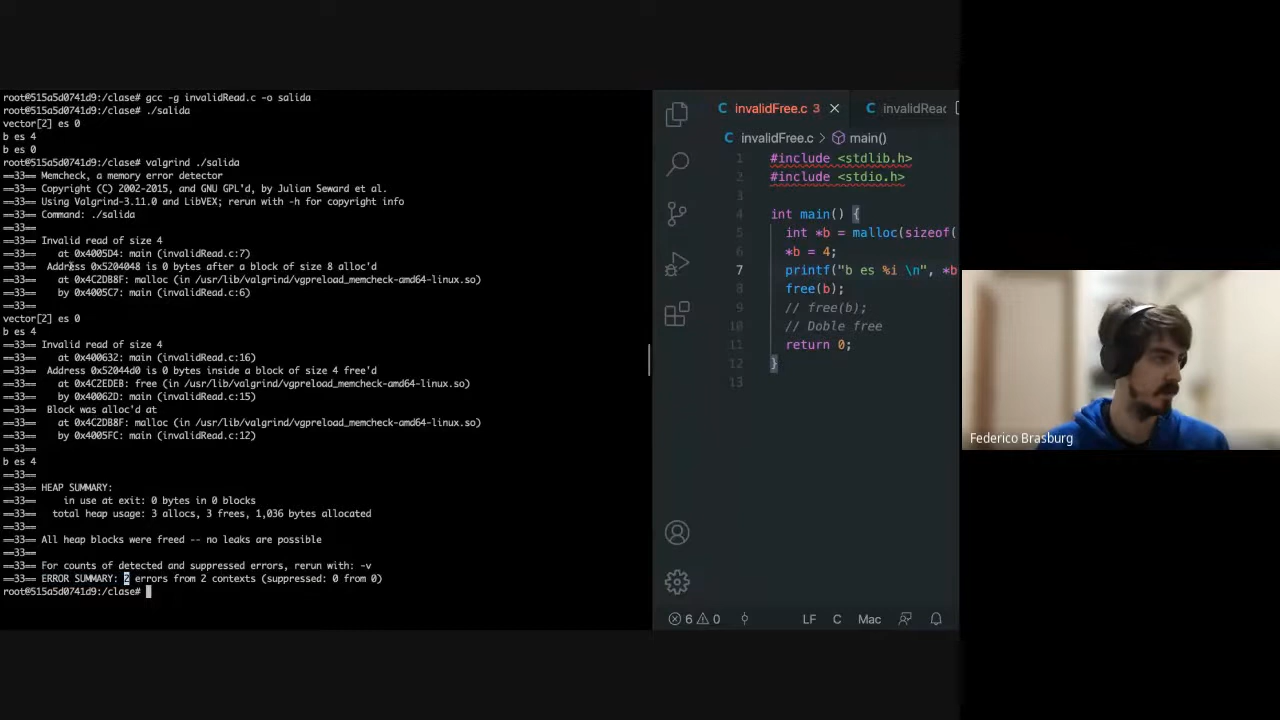 root@515a5d0741d9:/clase# gcc -g invalidRead.c -o salida
root@515a5d0741d9:/clase# ./salida
vector[2] es 0
b es 4
b es 0
root@515a5d0741d9:/clase# valgrind ./salida
==33== Memcheck, a memory error detector
==33== Copyright (C) 2002-2015, and GNU GPL'd, by Julian Seward et al.
==33== Using Valgrind-3.11.0 and LibVEX; rerun with -h for copyright info
==33== Command: ./salida
==33==
==33== Invalid read of size 4
==33==    at 0x4005D4: main (invalidRead.c:7)
==33==  Address 0x5204048 is 0 bytes after a block of size 8 alloc'd
==33==    at 0x4C2DB8F: malloc (in /usr/lib/valgrind/vgpreload_memcheck-amd64-linux.so)
==33==    by 0x4005C7: main (invalidRead.c:6)
==33==
vector[2] es 0
b es 4
==33== Invalid read of size 4
==33==    at 0x400632: main (invalidRead.c:16)
==33==  Address 0x52044d0 is 0 bytes inside a block of size 4 free'd
==33==    at 0x4C2EDEB: free (in /usr/lib/valgrind/vgpreload_memcheck-amd64-linux.so)
==33==    by 0x40062D: main (invalidRead.c:15)
==33==  Block was alloc'd at
==33==    at 0x4C2DB8F: malloc (in /usr/lib/valgrind/vgpreload_memcheck-amd64-linux.so)
==33==    by 0x4005FC: main (invalidRead.c:12)
==33==
b es 4
==33==
==33== HEAP SUMMARY:
==33==     in use at exit: 0 bytes in 0 blocks
==33==   total heap usage: 3 allocs, 3 frees, 1,036 bytes allocated
==33==
==33== All heap blocks were freed -- no leaks are possible
==33==
==33== For counts of detected and suppressed errors, rerun with: -v
==33== ERROR SUMMARY: 2 errors from 2 contexts (suppressed: 0 from 0)
root@515a5d0741d9:/clase#
C invalidFree.c 3 C invalidRead
C invalidFree.c > main()
1 #include <stdlib.h>
2 #include <stdio.h>
3
4 int main() {
5 int *b = malloc(sizeof(
6 *b = 4;
7 printf("b es %i \n", *b
8 free(b);
9 // free(b);
10 // Doble free
11 return 0;
12 }
13
6 0 LF C Mac
Federico Brasburg